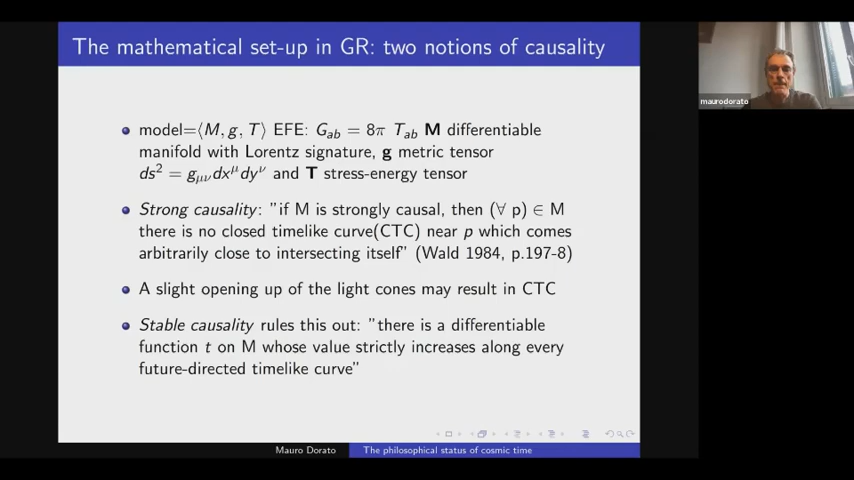 The mathematical set-up in GR: two notions of causality
maurodorato
model=⟨M, g, T⟩ EFE: G_ab = 8π T_ab M differentiable
manifold with Lorentz signature, g metric tensor
ds² = g_μν dx^μ dy^ν and T stress-energy tensor
Strong causality: "if M is strongly causal, then (∀ p) ∈ M
there is no closed timelike curve(CTC) near p which comes
arbitrarily close to intersecting itself" (Wald 1984, p.197-8)
A slight opening up of the light cones may result in CTC
Stable causality rules this out: "there is a differentiable
function t on M whose value strictly increases along every
future-directed timelike curve"
Mauro Dorato
The philosophical status of cosmic time